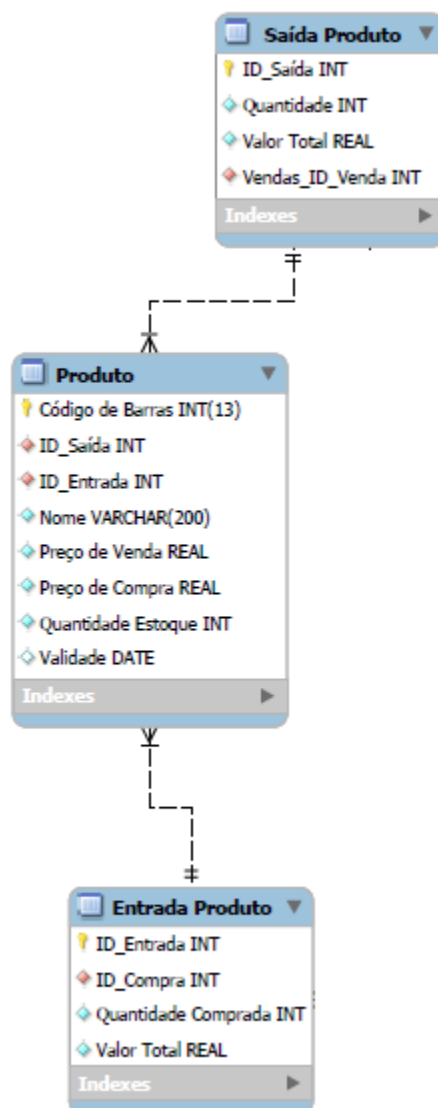 Saída Produto
ID_Saída INT
Quantidade INT
Valor Total REAL
Vendas_ID_Venda INT
Indexes
Produto
Código de Barras INT(13)
ID_Saída INT
ID_Entrada INT
Nome VARCHAR(200)
Preço de Venda REAL
Preço de Compra REAL
Quantidade Estoque INT
Validade DATE
Indexes
Entrada Produto
ID_Entrada INT
ID_Compra INT
Quantidade Comprada INT
Valor Total REAL
Indexes